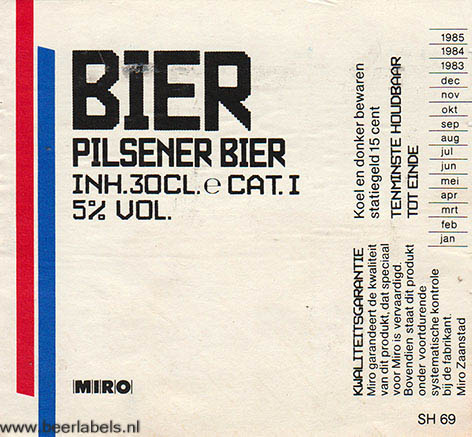 BIER
PILSENER BIER
INH.30CL.℮ CAT.I
5% VOL.
MIRO
Koel en donker bewaren
statiegeld 15 cent
TENMINSTE HOUDBAAR
TOT EINDE
1985
1984
1983
dec
nov
okt
sep
aug
jul
jun
mei
apr
mrt
feb
jan
KWALITEITSGARANTIE
Miro garandeert de kwaliteit
van dit produkt, dat speciaal
voor Miro is vervaardigd.
Bovendien staat dit produkt
onder voortdurende
systematische kontrole
bij de fabrikant.
Miro Zaanstad
SH 69
www.beerlabels.nl